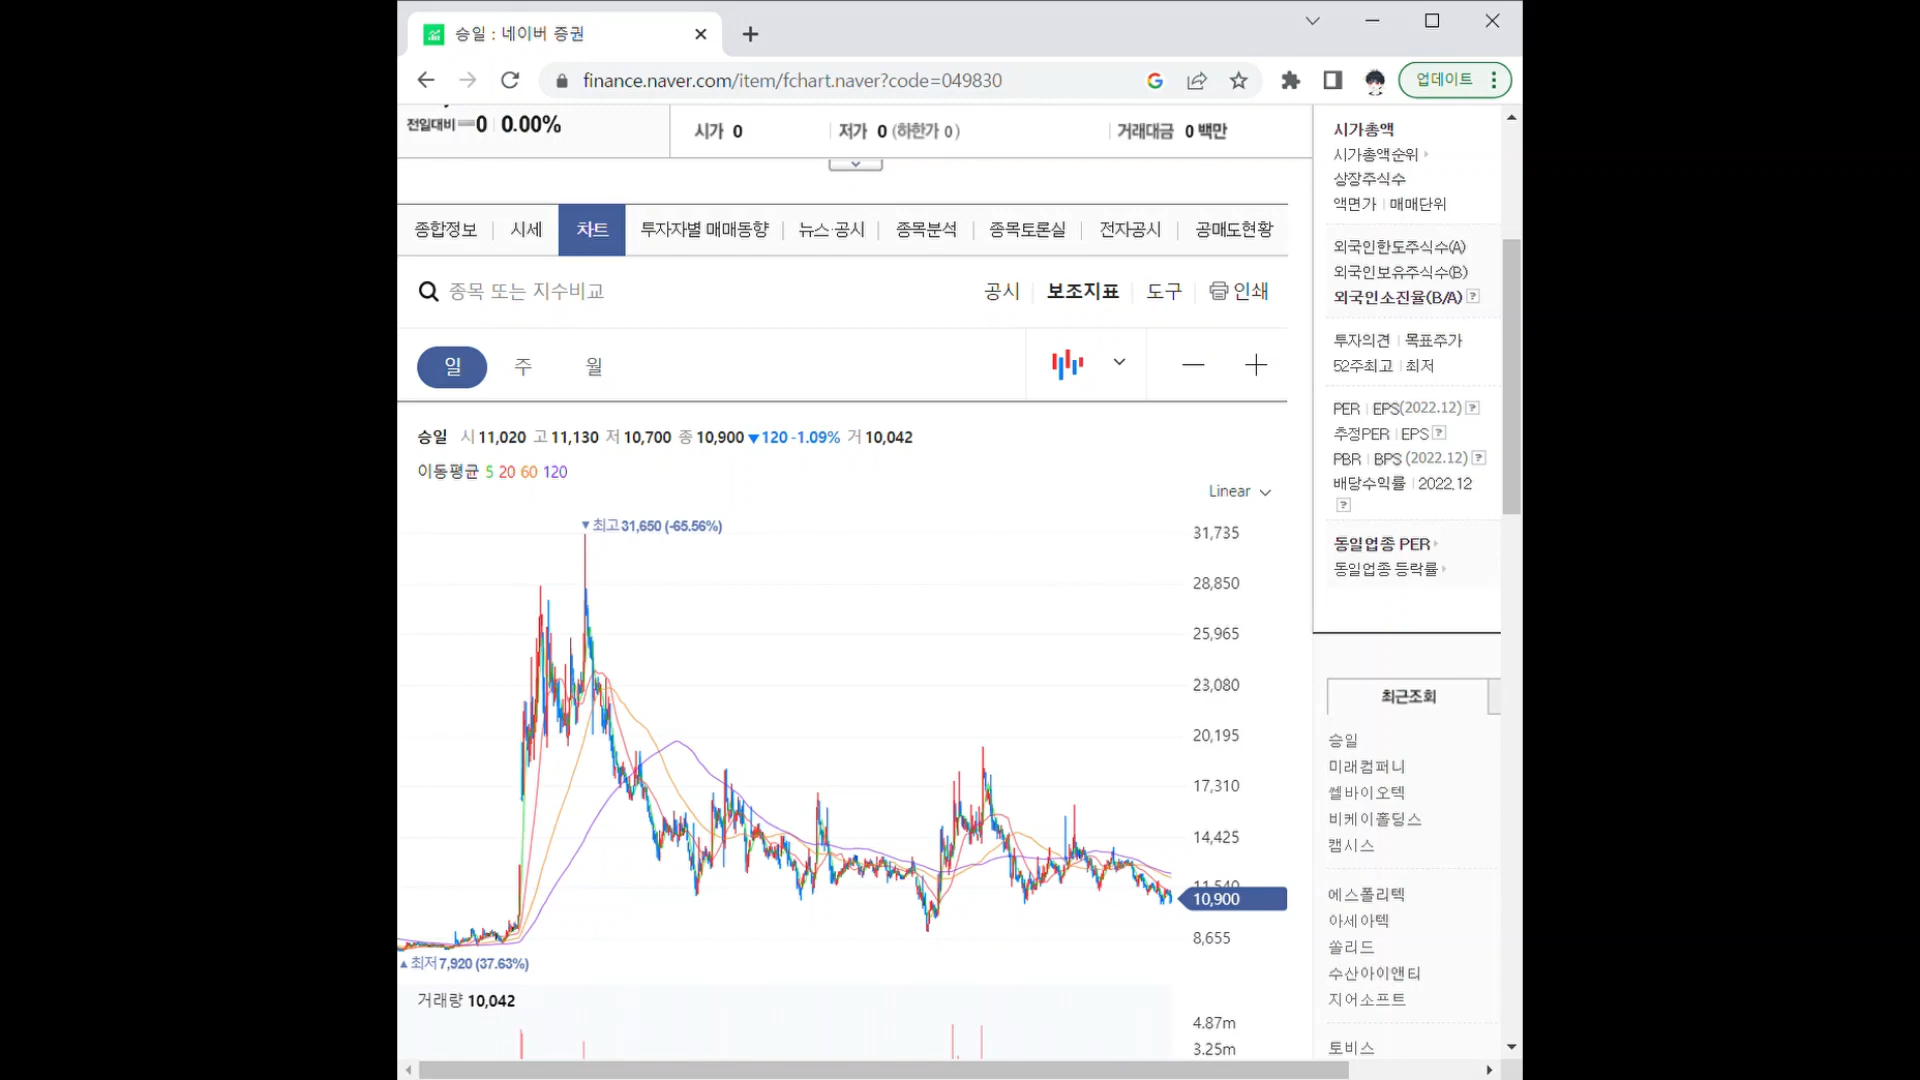 승일 : 네이버 증권
finance.naver.com/item/fchart.naver?code=049830
업데이트
전일대비 0 0.00%
시가 0
저가 0 (하한가 0)
거래대금 0 백만
종합정보
시세
차트
투자자별 매매동향
뉴스·공시
종목분석
종목토론실
전자공시
공매도현황
종목 또는 지수비교
공시
보조지표
도구
인쇄
일
주
월
승일 시 11,020 고 11,130 저 10,700 종 10,900 ▼120 -1.09% 거 10,042
이동평균 5 20 60 120
Linear
▼최고 31,650 (-65.56%)
31,735
28,850
25,965
23,080
20,195
17,310
14,425
11,540
10,900
8,655
▲최저 7,920 (37.63%)
거래량 10,042
4.87m
3.25m
시가총액
시가총액순위
상장주식수
액면가 | 매매단위
외국인한도주식수(A)
외국인보유주식수(B)
외국인소진율(B/A) ?
투자의견 | 목표주가
52주최고 | 최저
PER | EPS(2022.12) ?
추정PER | EPS ?
PBR | BPS (2022.12) ?
배당수익률 | 2022.12
?
동일업종 PER
동일업종 등락률
최근조회
승일
미래컴퍼니
쎌바이오텍
비케이홀딩스
캠시스
에스폴리텍
아세아텍
쏠리드
수산아이앤티
지어소프트
토비스